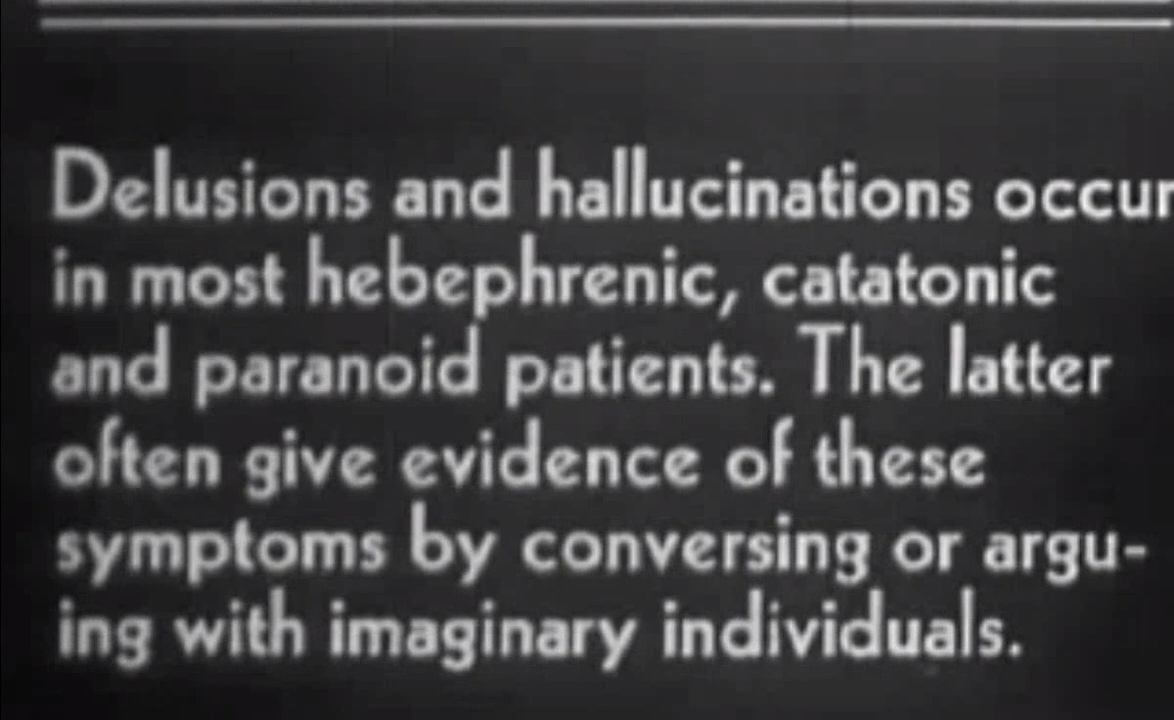 Delusions and hallucinations occur
in most hebephrenic, catatonic
and paranoid patients. The latter
often give evidence of these
symptoms by conversing or argu-
ing with imaginary individuals.